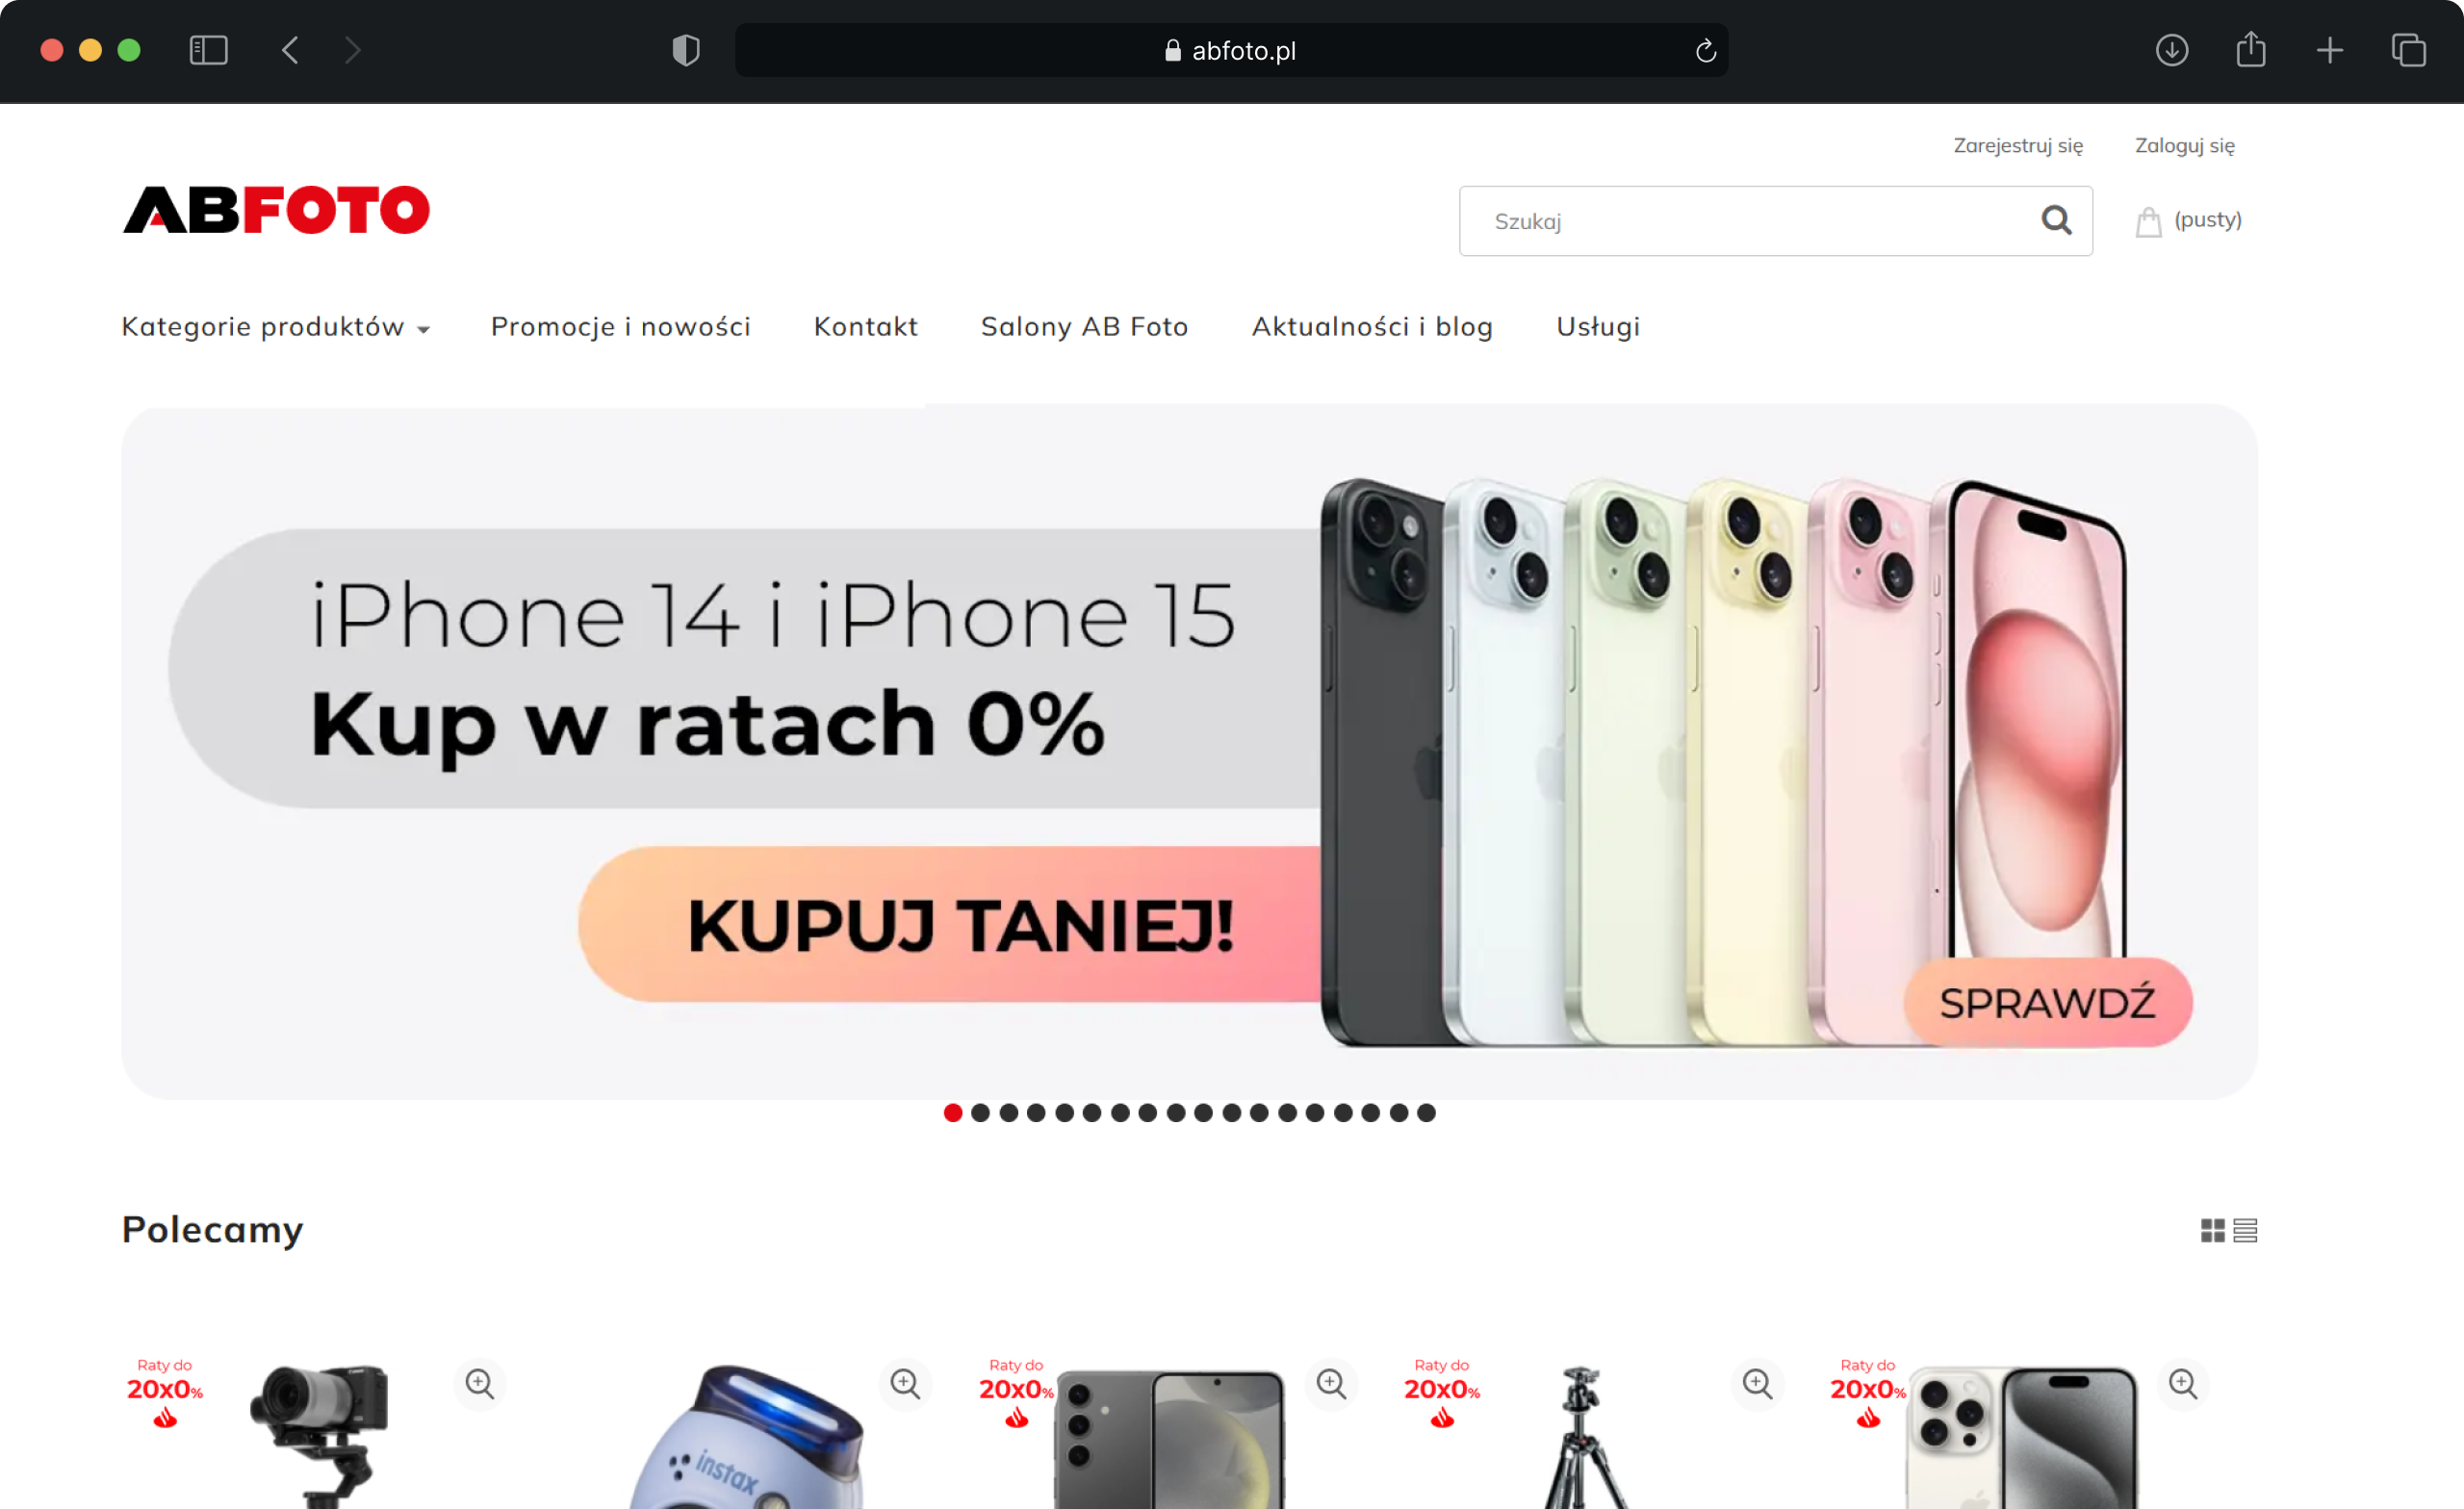 abfoto.pl
Zarejestruj się Zaloguj się
ABFOTO
Szukaj
(pusty)
Kategorie produktów Promocje i nowości Kontakt Salony AB Foto Aktualności i blog Usługi
iPhone 14 i iPhone 15
Kup w ratach 0%
KUPUJ TANIEJ!
SPRAWDŹ
Polecamy
Raty do
20x0%
instax
Raty do
20x0%
Raty do
20x0%
Raty do
20x0%